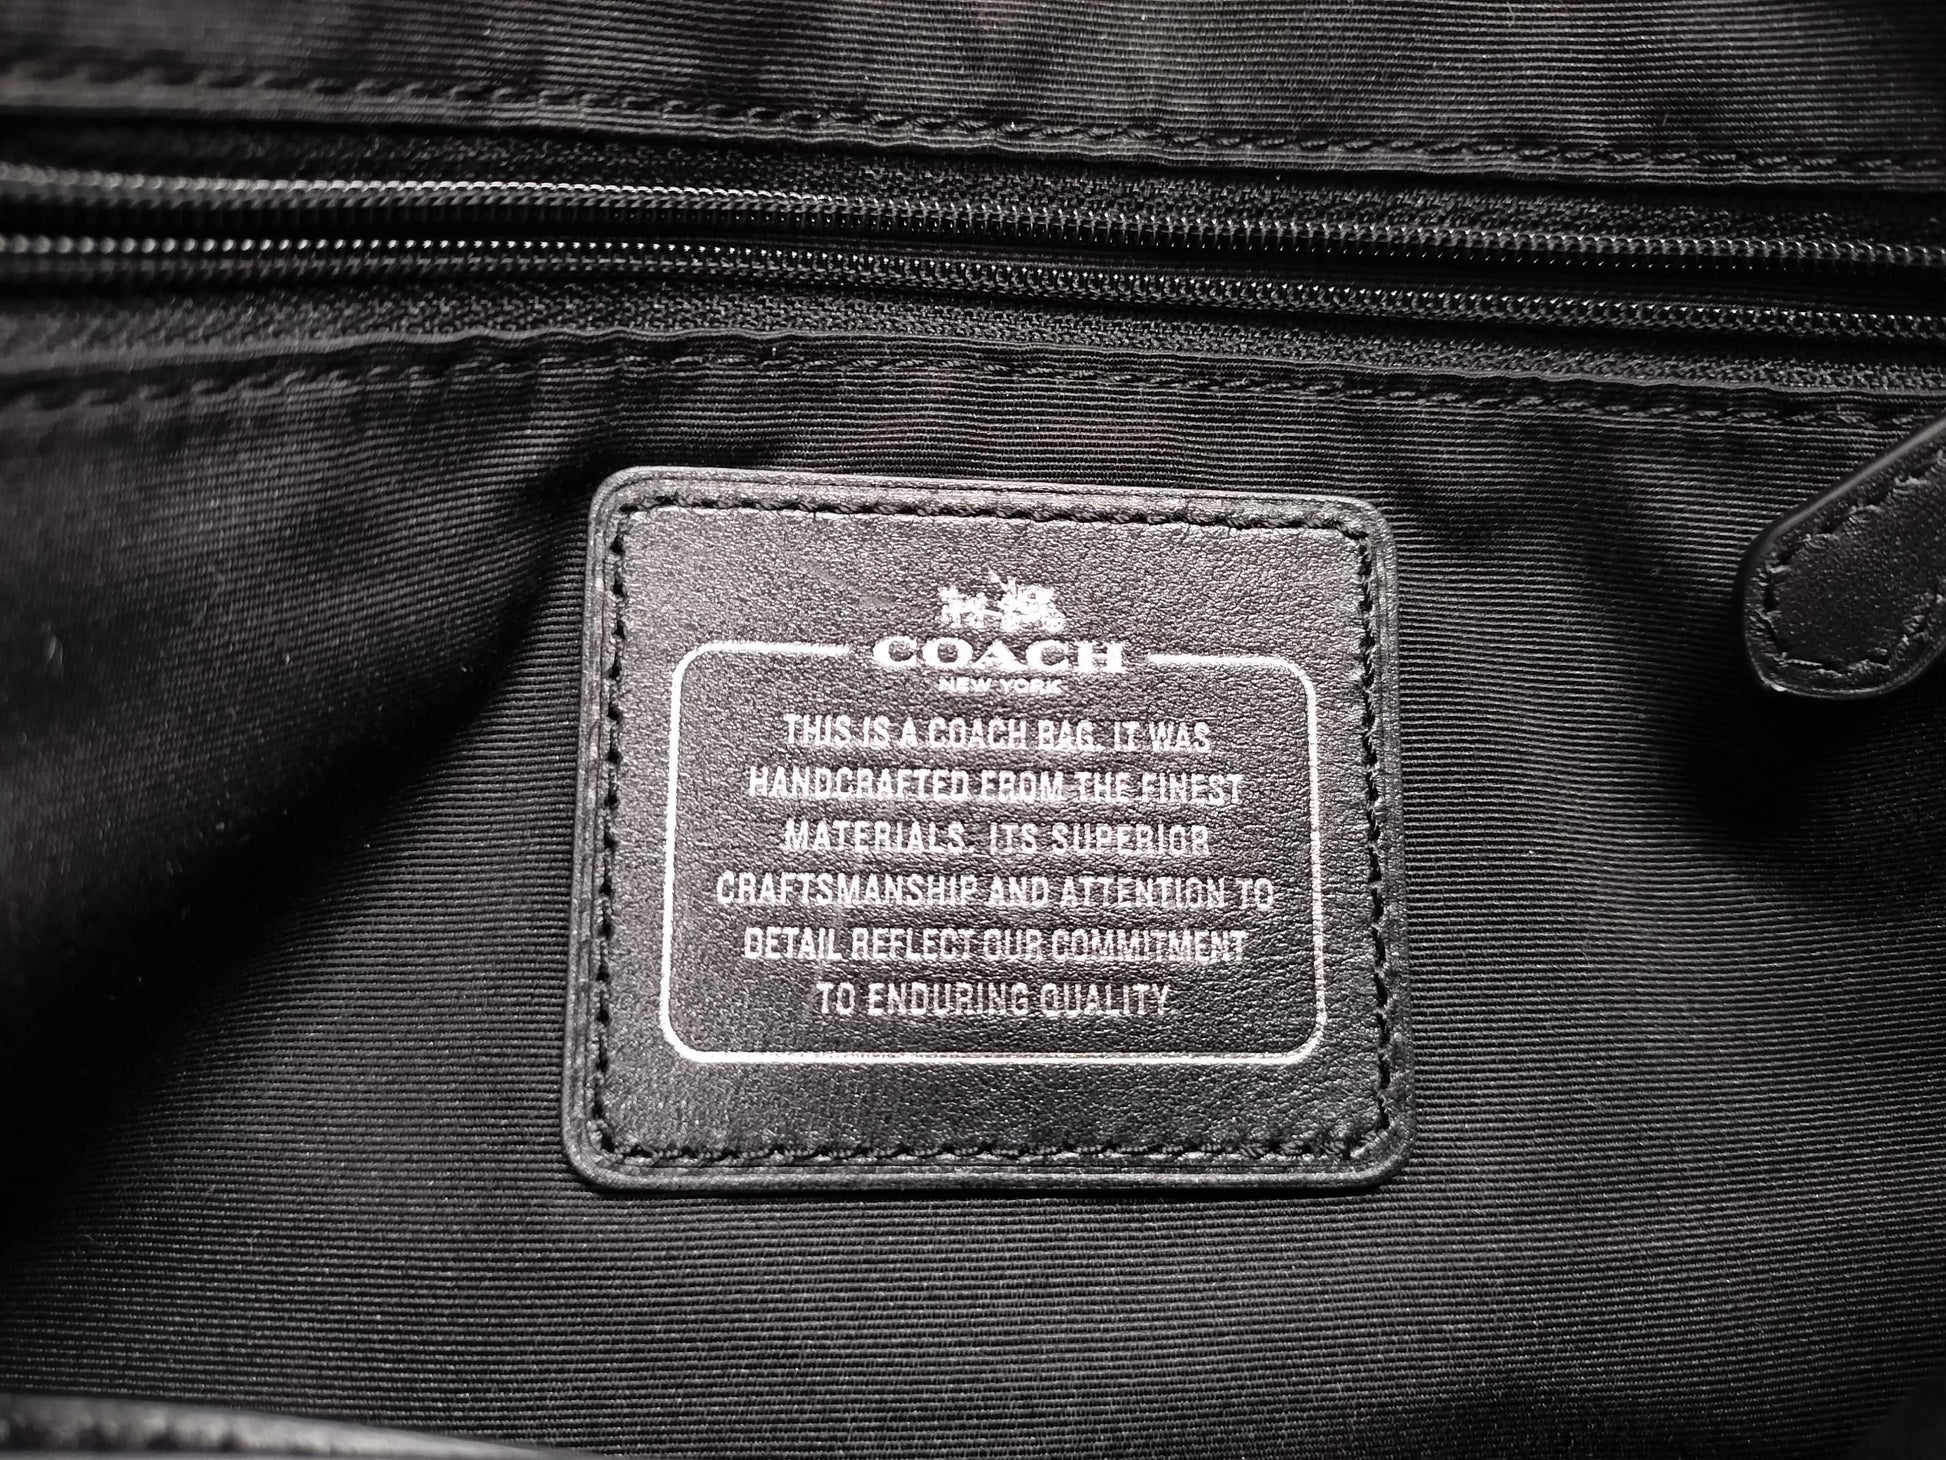 COACH
NEW YORK
THIS IS A COACH BAG. IT WAS
HANDCRAFTED FROM THE FINEST
MATERIALS. ITS SUPERIOR
CRAFTSMANSHIP AND ATTENTION TO
DETAIL REFLECT OUR COMMITMENT
TO ENDURING QUALITY